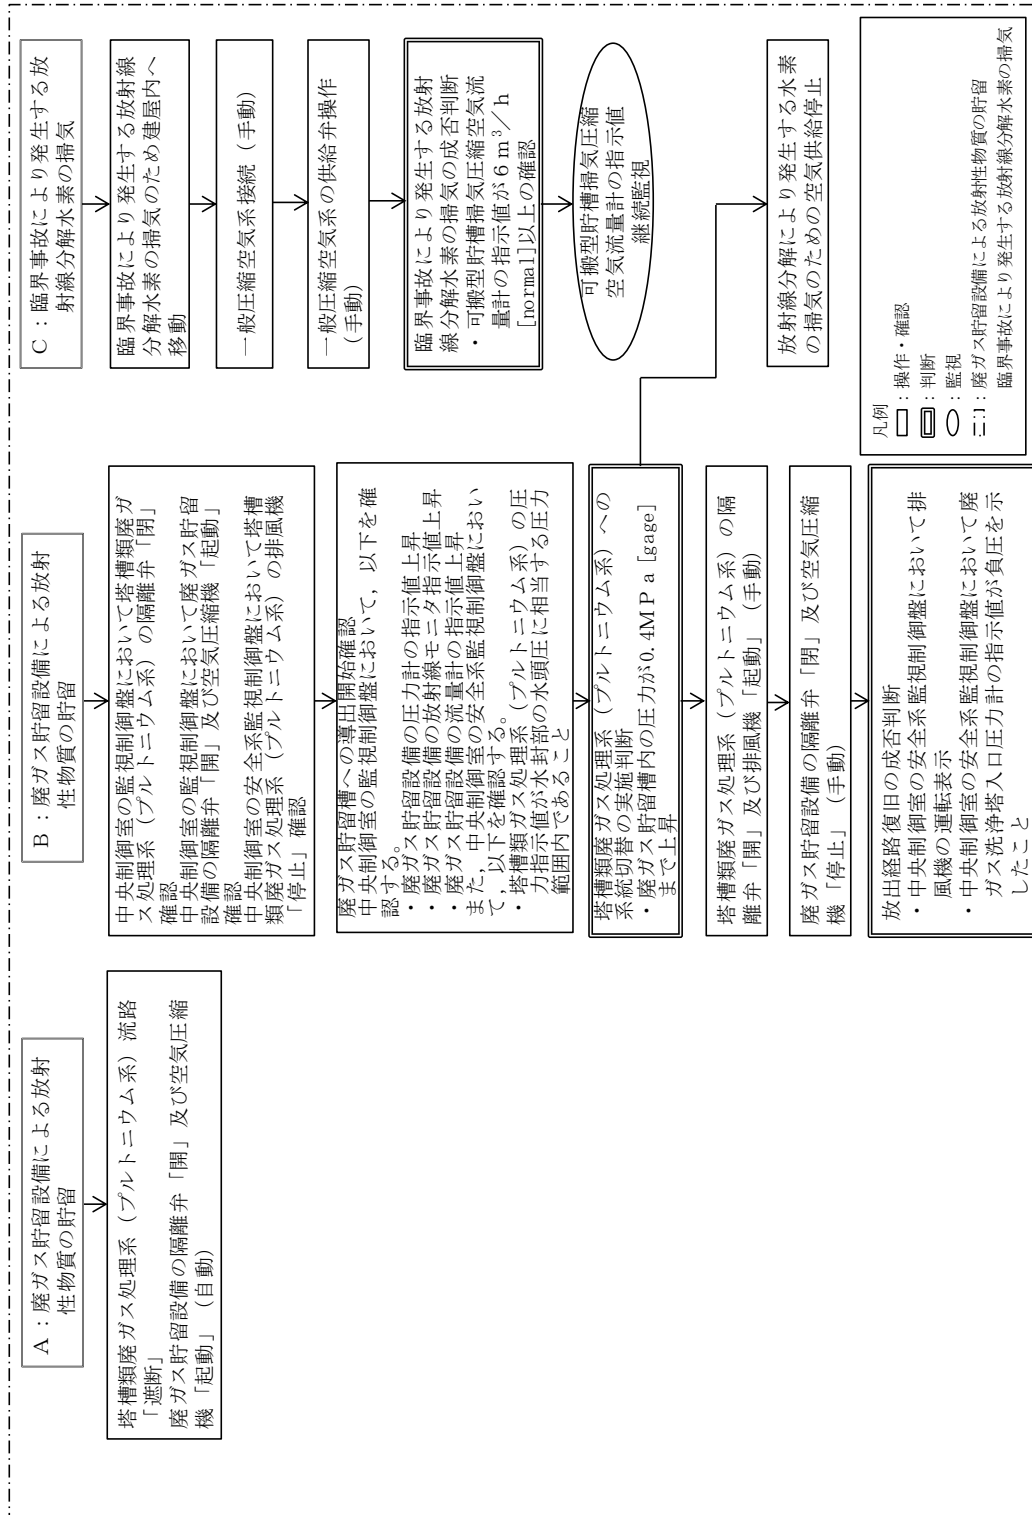 A：廃ガス貯留設備による放射
性物質の貯留
塔槽類廃ガス処理系（プルトニウム系）流路
「遮断」
廃ガス貯留設備の隔離弁「開」及び空気圧縮
機「起動」（自動）
B：廃ガス貯留設備による放射
性物質の貯留
中央制御室の監視制御盤において塔槽類廃ガ
ス処理系（プルトニウム系）の隔離弁「閉」
確認
中央制御室の監視制御盤において廃ガス貯留
設備の隔離弁「開」及び空気圧縮機「起動」
確認
中央制御室の安全系監視制御盤において塔槽
類廃ガス処理系（プルトニウム系）の排風機
「停止」確認
廃ガス貯留槽への導出開始確認
中央制御室の監視制御盤において，以下を確
認する。
・廃ガス貯留設備の圧力計の指示値上昇
・廃ガス貯留設備の放射線モニタ指示値上昇
・廃ガス貯留設備の流量計の指示値上昇
また，中央制御室の安全系監視制御盤におい
て，以下を確認する。
・塔槽類廃ガス処理系（プルトニウム系）の圧
力指示値が水封部の水頭圧に相当する圧力
範囲内であること
塔槽類廃ガス処理系（プルトニウム系）への
系統切替の実施判断
・廃ガス貯留槽内の圧力が0.4MPa[gage]
まで上昇
塔槽類廃ガス処理系（プルトニウム系）の隔
離弁「開」及び排風機「起動」（手動）
廃ガス貯留設備の隔離弁「閉」及び空気圧縮
機「停止」（手動）
放出経路復旧の成否判断
・中央制御室の安全系監視制御盤において排
風機の運転表示
・中央制御室の安全系監視制御盤において廃
ガス洗浄塔入口圧力計の指示値が負圧を示
したこと
C：臨界事故により発生する放
射線分解水素の掃気
臨界事故により発生する放射線
分解水素の掃気のため建屋内へ
移動
一般圧縮空気系接続（手動）
一般圧縮空気系の供給弁操作
（手動）
臨界事故により発生する放射
線分解水素の掃気の成否判断
・可搬型貯槽掃気圧縮空気流
量計の指示値が6m³／h
[normal]以上の確認
可搬型貯槽掃気圧縮
空気流量計の指示値
継続監視
放射線分解により発生する水素
の掃気のための空気供給停止
凡例
：操作・確認
：判断
：監視
：廃ガス貯留設備による放射性物質の貯留
臨界事故により発生する放射線分解水素の掃気